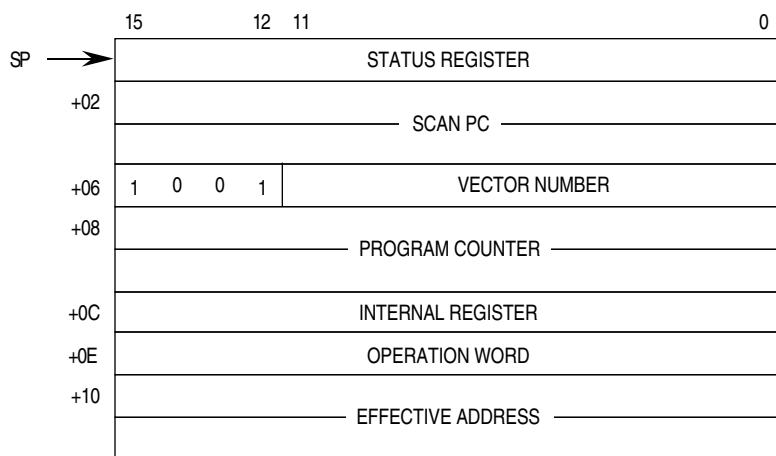 15 12 11 0
SP STATUS REGISTER
+02
SCAN PC
+06 1 0 0 1 VECTOR NUMBER
+08
PROGRAM COUNTER
+0C INTERNAL REGISTER
+0E OPERATION WORD
+10
EFFECTIVE ADDRESS